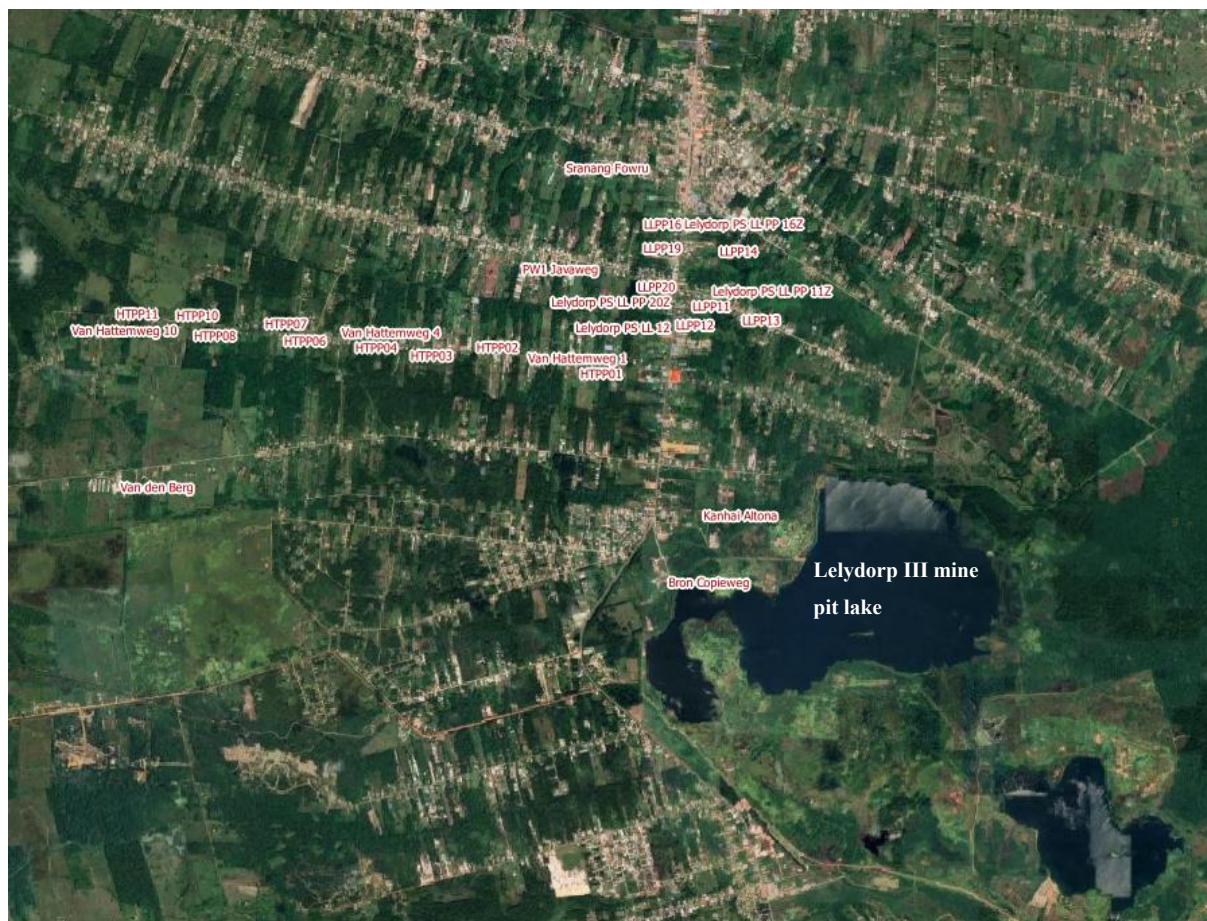 Sranang Fowru
LLPP16 Lelydorp PS LL PP 16Z
LLPP19
LLPP14
PW1 Javaweg
LLPP20
Lelydorp PS LL PP 11Z
Lelydorp PS LL PP 20Z
LLPP11
HTPP11
HTPP10
LLPP13
HTPP07
Lelydorp PS LL 12
LLPP12
Van Hattemweg 10
HTPP08
Van Hattemweg 4
HTPP06
HTPP04
HTPP02
HTPP03
Van Hattemweg 1
HTPP01
Van den Berg
Kanhai Altona
Lelydorp III mine
pit lake
Bron Copieweg